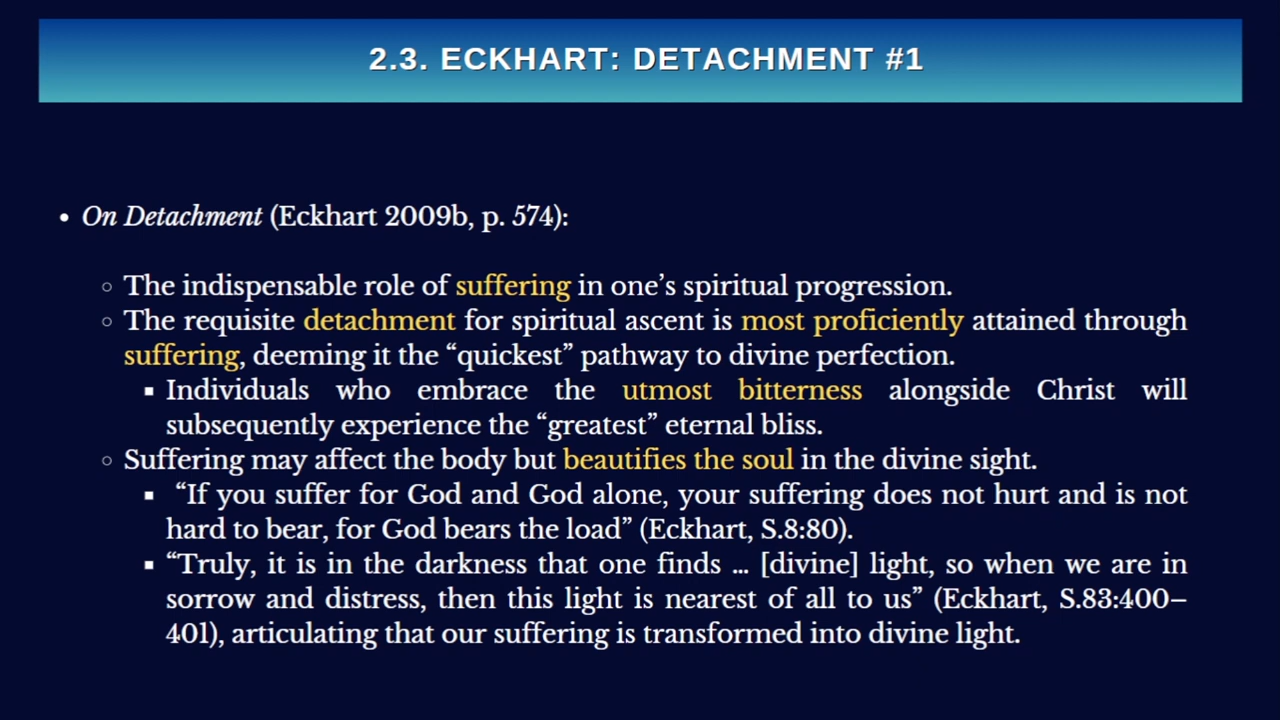 2.3. ECKHART: DETACHMENT #1
• On Detachment (Eckhart 2009b, p. 574):
○ The indispensable role of suffering in one’s spiritual progression.
○ The requisite detachment for spiritual ascent is most proficiently attained through
suffering, deeming it the “quickest” pathway to divine perfection.
▪ Individuals who embrace the utmost bitterness alongside Christ will
subsequently experience the “greatest” eternal bliss.
○ Suffering may affect the body but beautifies the soul in the divine sight.
▪ “If you suffer for God and God alone, your suffering does not hurt and is not
hard to bear, for God bears the load” (Eckhart, S.8:80).
▪ “Truly, it is in the darkness that one finds ... [divine] light, so when we are in
sorrow and distress, then this light is nearest of all to us” (Eckhart, S.83:400–
401), articulating that our suffering is transformed into divine light.